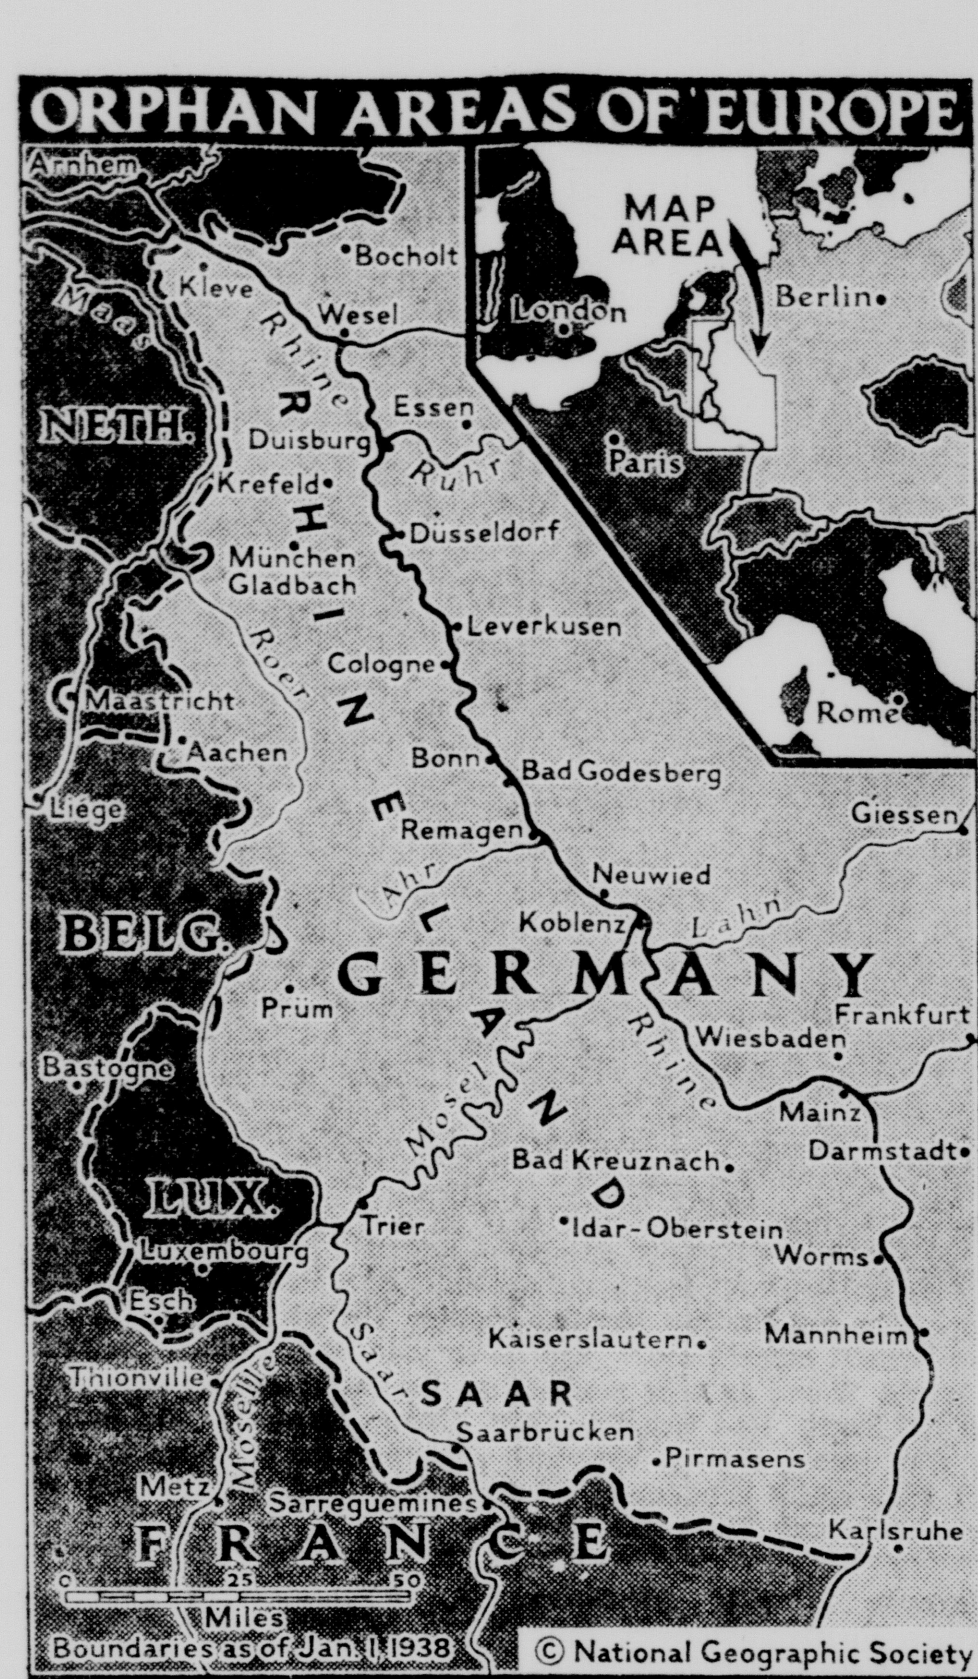 ORPHAN AREAS OF EUROPE
Arnhem
Bocholt
MAP
AREA
Kleve
Maas
Berlin
Wesel
London
Rhine
Essen
NETH.
Duisburg
Ruhr
Paris
Krefeld
Düsseldorf
München
Gladbach
Leverkusen
Roer
Cologne
RHINELAND
Maastricht
Rome
Aachen
Bonn
Bad Godesberg
Liége
Giessen
Remagen
Ahr
Neuwied
Lahn
Koblenz
BELG.
GERMANY
Prüm
Frankfurt
Rhine
Wiesbaden
Bastogne
Mosel
Mainz
Darmstadt
Bad Kreuznach
LUX.
Trier
Idar-Oberstein
Luxembourg
Worms
Esch
Kaiserslautern
Mannheim
Saar
Thionville
Moselle
SAAR
Saarbrücken
Pirmasens
Metz
Sarreguemines
FRANCE
Karlsruhe
0 25 50
Miles
Boundaries as of Jan. 1, 1938
© National Geographic Society